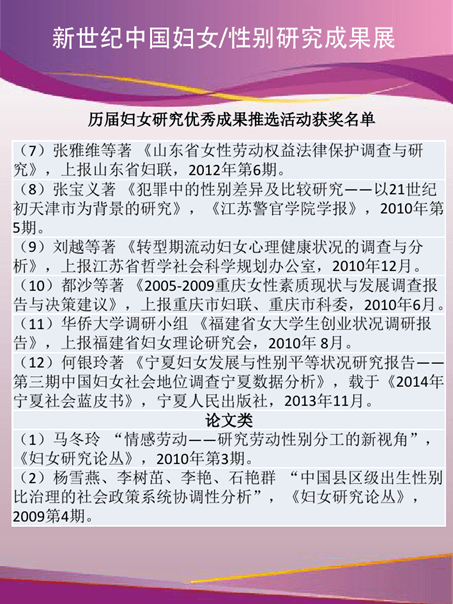 新世纪中国妇女/性别研究成果展
历届妇女研究优秀成果推选活动获奖名单
（7）张雅维等著 《山东省女性劳动权益法律保护调查与研
究》，上报山东省妇联，2012年第6期。
（8）张宝义著 《犯罪中的性别差异及比较研究——以21世纪
初天津市为背景的研究》，《江苏警官学院学报》，2010年第
5期。
（9）刘越等著 《转型期流动妇女心理健康状况的调查与分
析》，上报江苏省哲学社会科学规划办公室，2010年12月。
（10）都沙等著 《2005-2009重庆女性素质现状与发展调查报
告与决策建议》，上报重庆市妇联、重庆市科委，2010年6月。
（11）华侨大学调研小组 《福建省女大学生创业状况调研报
告》，上报福建省妇女理论研究会，2010年 8月。
（12）何银玲著 《宁夏妇女发展与性别平等状况研究报告——
第三期中国妇女社会地位调查宁夏数据分析》，载于《2014年
宁夏社会蓝皮书》，宁夏人民出版社，2013年11月。
论文类
（1）马冬玲 “情感劳动——研究劳动性别分工的新视角”，
《妇女研究论丛》，2010年第3期。
（2）杨雪燕、李树茁、李艳、石艳群 “中国县区级出生性别
比治理的社会政策系统协调性分析”，《妇女研究论丛》，
2009第4期。